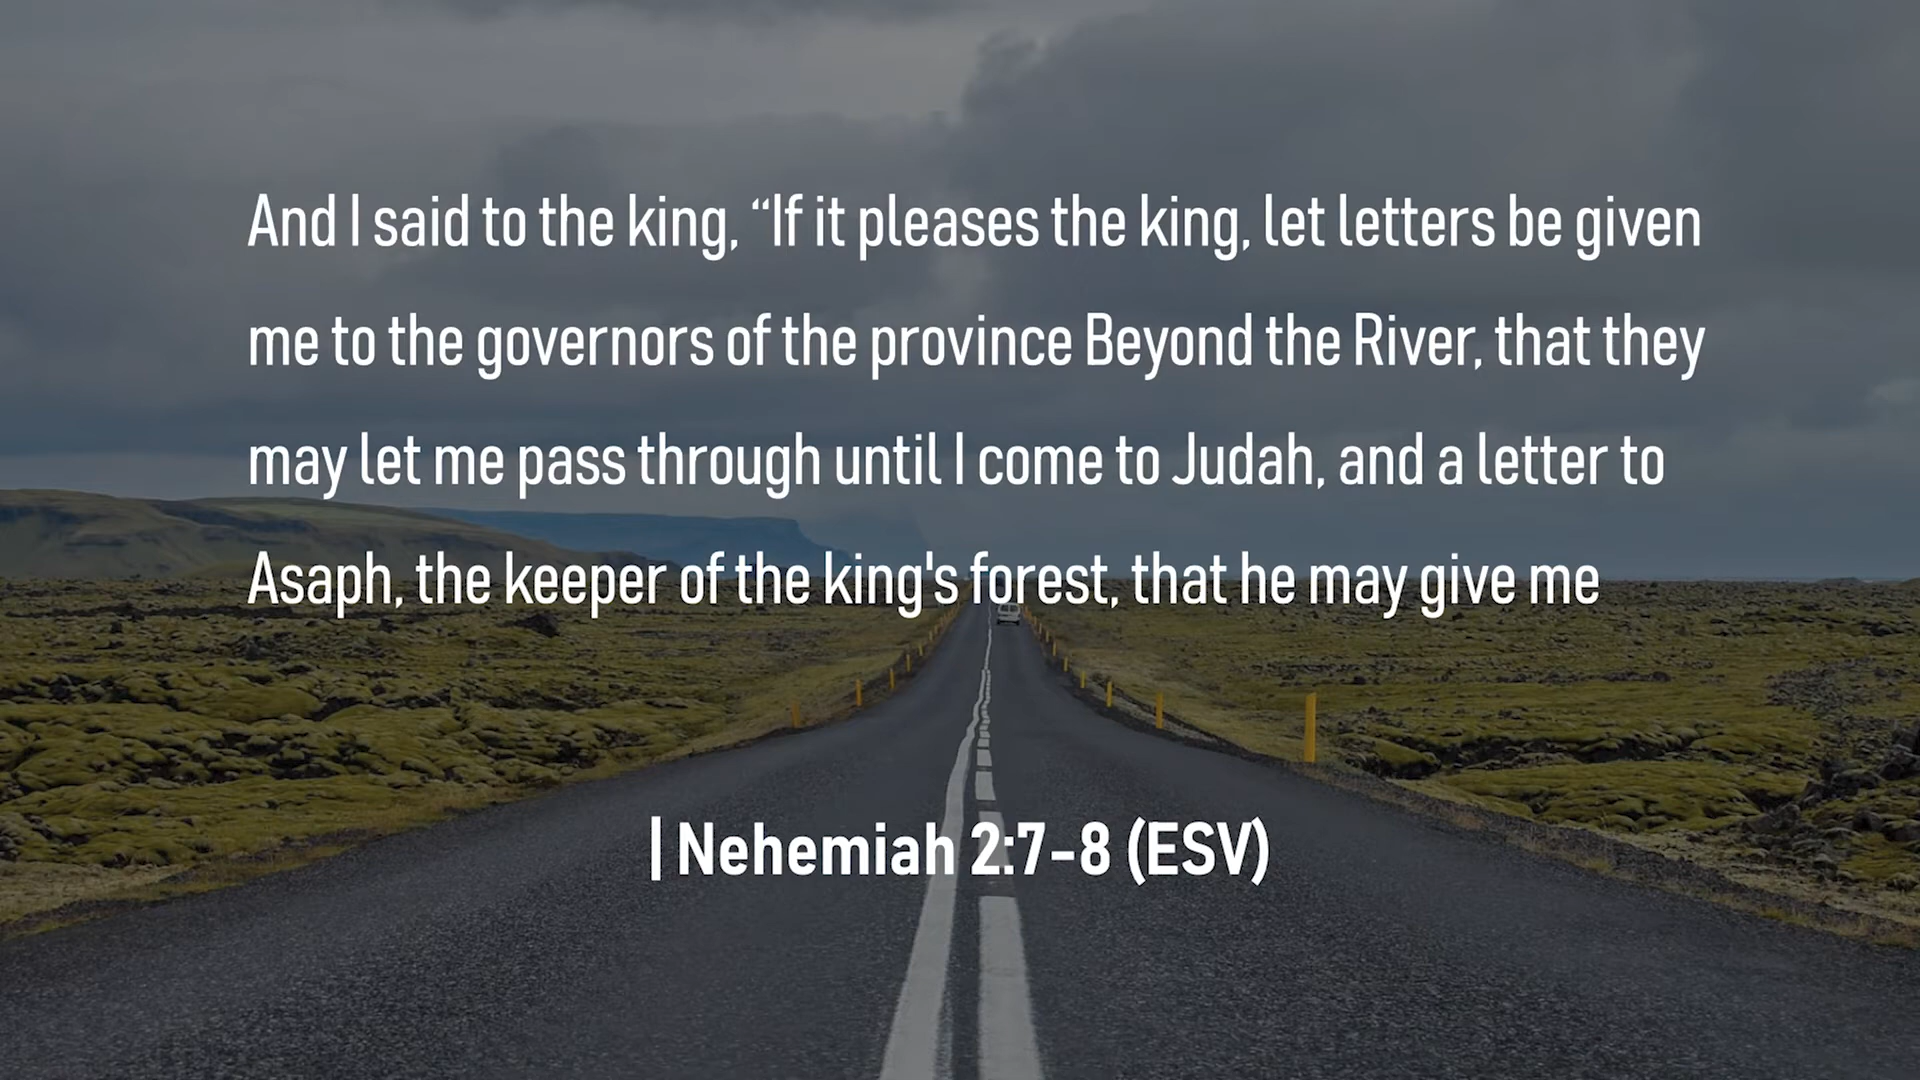 And I said to the king, “If it pleases the king, let letters be given
me to the governors of the province Beyond the River, that they
may let me pass through until I come to Judah, and a letter to
Asaph, the keeper of the king's forest, that he may give me
| Nehemiah 2:7-8 (ESV)